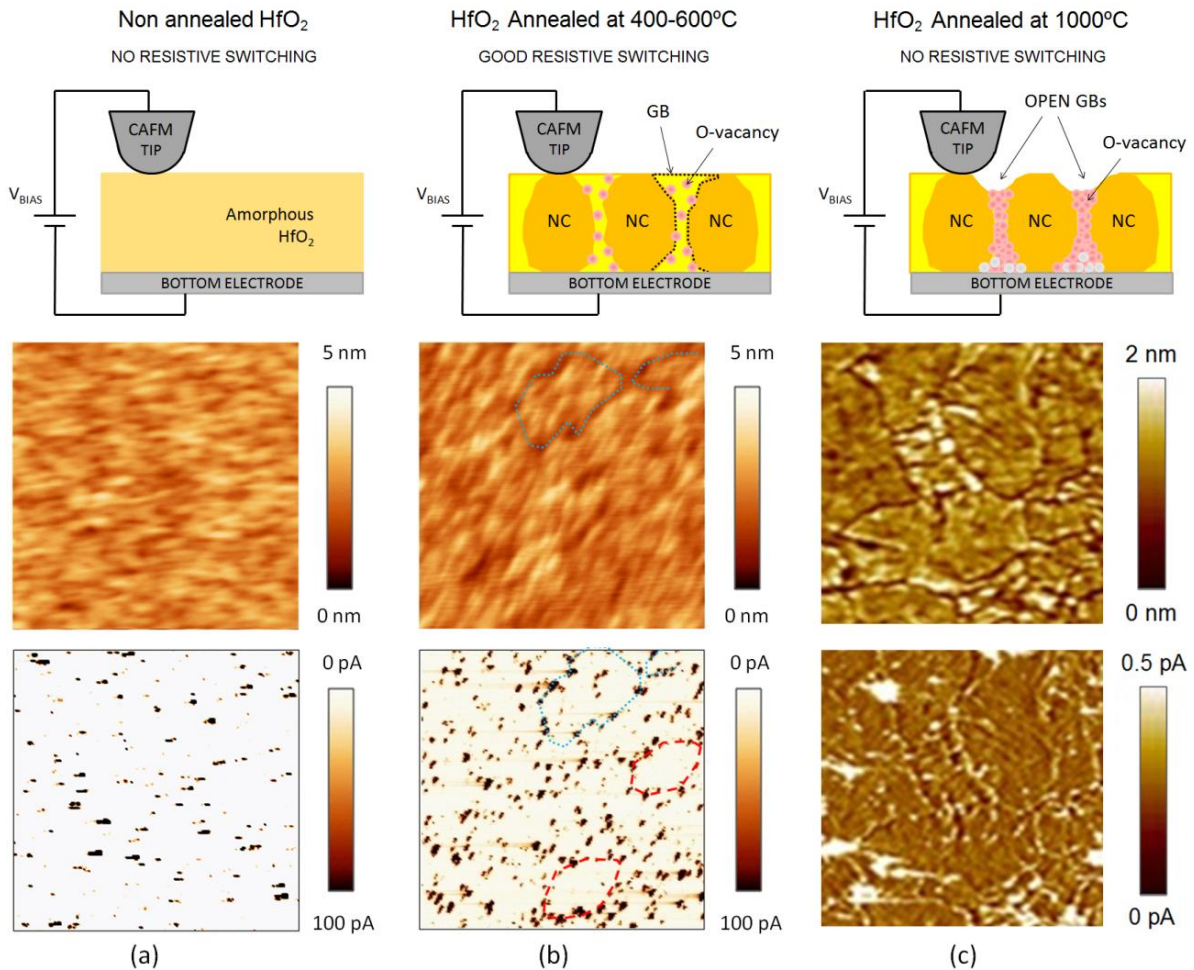 Non annealed HfO₂
NO RESISTIVE SWITCHING
HfO₂ Annealed at 400-600ºC
GOOD RESISTIVE SWITCHING
HfO₂ Annealed at 1000ºC
NO RESISTIVE SWITCHING
CAFM
TIP
V_BIAS
Amorphous
HfO₂
BOTTOM ELECTRODE
GB
O-vacancy
CAFM
TIP
V_BIAS
NC
NC
NC
BOTTOM ELECTRODE
OPEN GBs
O-vacancy
CAFM
TIP
V_BIAS
NC
NC
NC
BOTTOM ELECTRODE
5 nm
0 nm
5 nm
0 nm
2 nm
0 nm
0 pA
100 pA
0 pA
100 pA
0.5 pA
0 pA
(a)
(b)
(c)